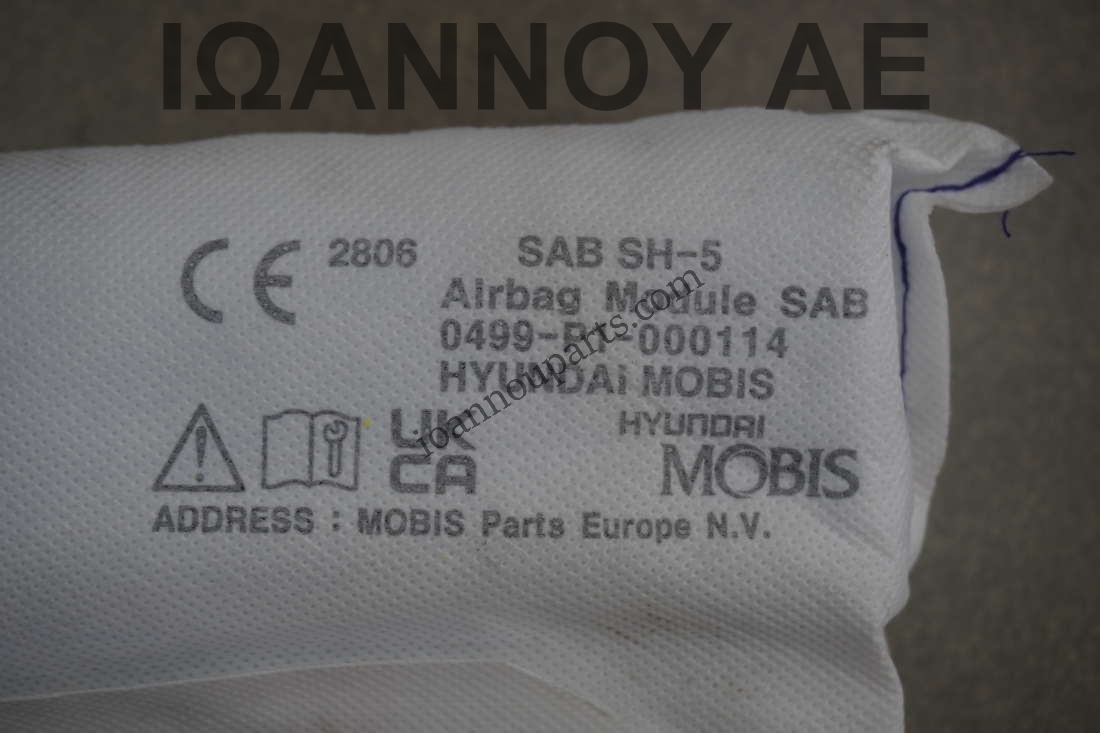 ΙΩΑΝΝΟΥ ΑΕ
CE 2806 SAB SH-5
Airbag Module SAB
-000114
HYUNDAi MOBIS
ioannouparts.com
UK
CA
HYUNDAI
MOBIS
ADDRESS : MOBIS Parts Europe N.V.